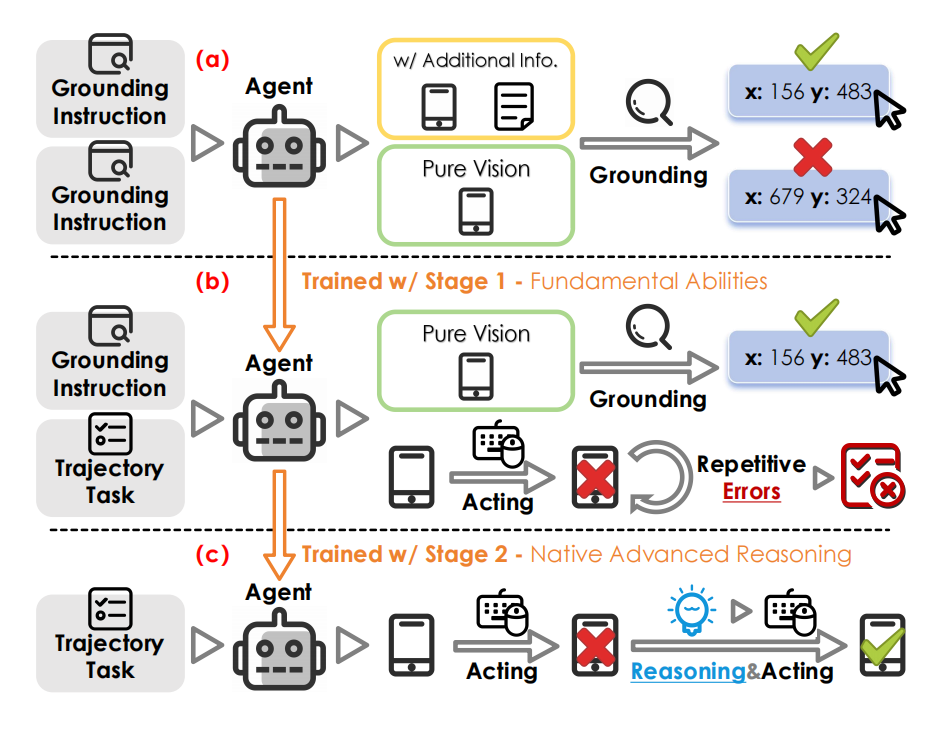 (a)
Grounding
Instruction
Grounding
Instruction
Agent
w/ Additional Info.
Pure Vision
Grounding
x: 156 y: 483
x: 679 y: 324
(b)
Trained w/ Stage 1 - Fundamental Abilities
Grounding
Instruction
Trajectory
Task
Agent
Pure Vision
Grounding
x: 156 y: 483
Acting
Repetitive
Errors
(c)
Trained w/ Stage 2 - Native Advanced Reasoning
Trajectory
Task
Agent
Acting
Reasoning&Acting